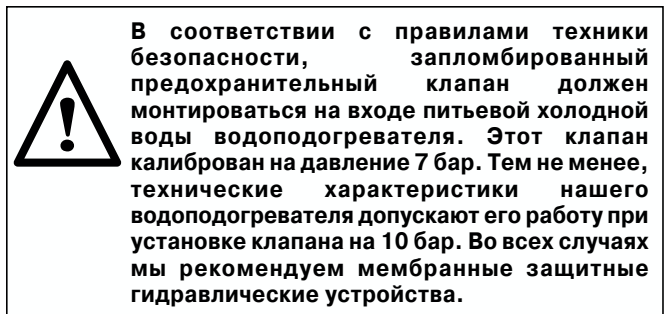 В соответствии с правилами техники
безопасности, запломбированный
предохранительный клапан должен
монтироваться на входе питьевой холодной
воды водоподогревателя. Этот клапан
калиброван на давление 7 бар. Тем не менее,
технические характеристики нашего
водоподогревателя допускают его работу при
установке клапана на 10 бар. Во всех случаях
мы рекомендуем мембранные защитные
гидравлические устройства.